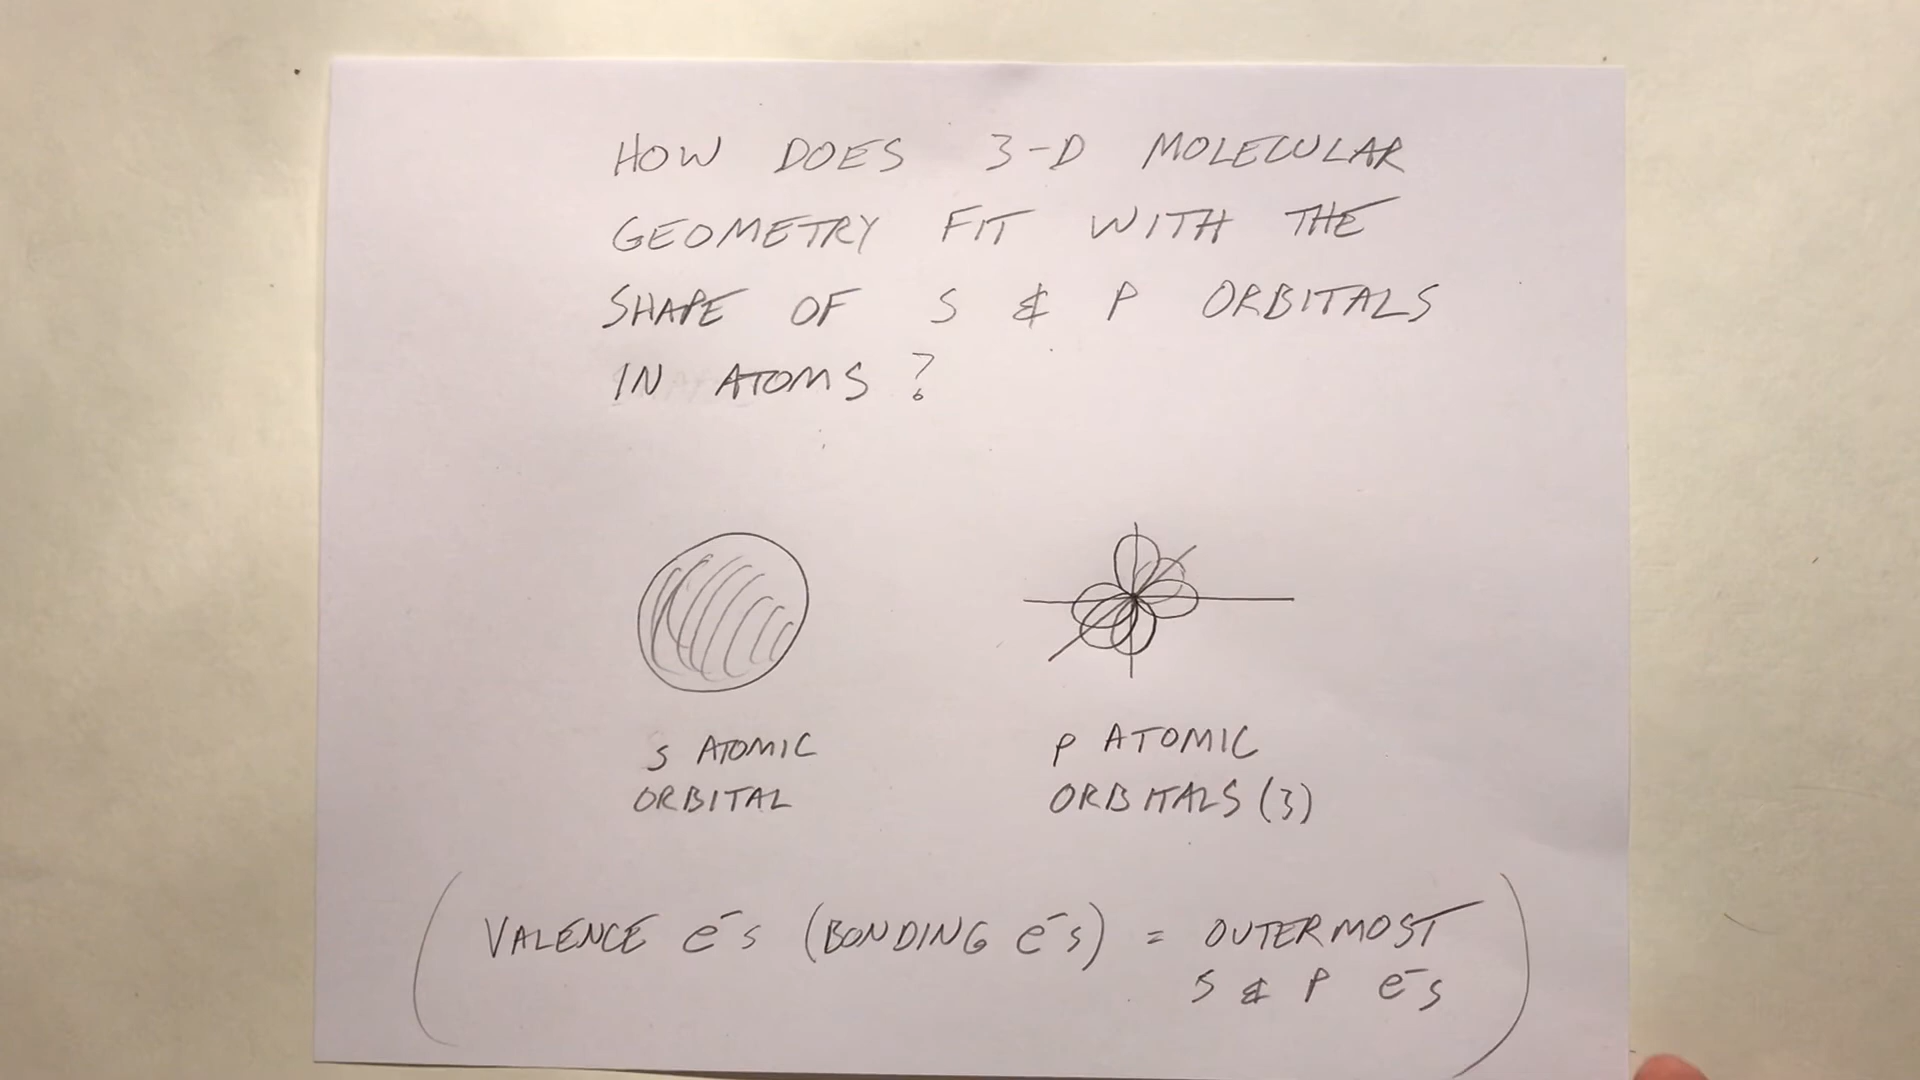 HOW DOES 3-D MOLECULAR
GEOMETRY FIT WITH THE
SHAPE OF S & P ORBITALS
IN ATOMS?
S ATOMIC
ORBITAL
P ATOMIC
ORBITALS (3)
(VALENCE e⁻s (BONDING e⁻s) = OUTERMOST
S & P e⁻s)